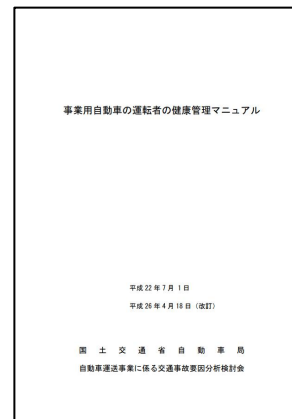 事業用自動車の運転者の健康管理マニュアル
平成22年7月1日
平成26年4月18日（改訂）
国土交通省自動車局
自動車運送事業に係る交通事故要因分析検討会